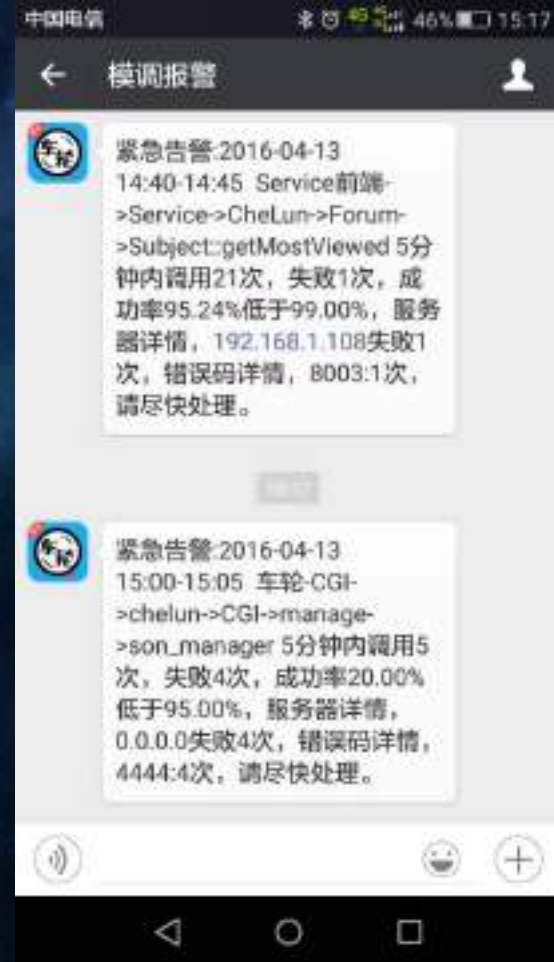 中国电信
46% 15:17
模调报警
紧急告警:2016-04-13
14:40-14:45 Service前端-
>Service->CheLun->Forum-
>Subject::getMostViewed 5分
钟内调用21次，失败1次，成
功率95.24%低于99.00%，服务
器详情，192.168.1.108失败1
次，错误码详情，8003:1次，
请尽快处理。
车轮
紧急告警:2016-04-13
15:00-15:05 车轮-CGI-
>chelun->CGI->manage-
>son_manager 5分钟内调用5
次，失败4次，成功率20.00%
低于95.00%，服务器详情，
0.0.0.0失败4次，错误码详情，
4444:4次，请尽快处理。
车轮